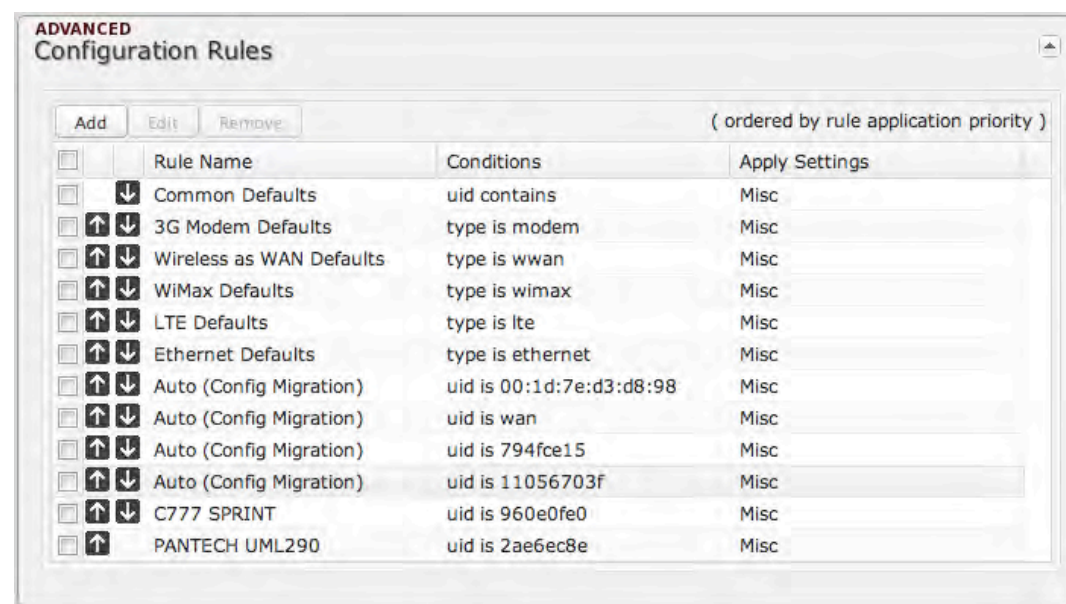 ADVANCED
Configuration Rules
Add Edit Remove ( ordered by rule application priority )
Rule Name Conditions Apply Settings
Common Defaults uid contains Misc
3G Modem Defaults type is modem Misc
Wireless as WAN Defaults type is wwan Misc
WiMax Defaults type is wimax Misc
LTE Defaults type is lte Misc
Ethernet Defaults type is ethernet Misc
Auto (Config Migration) uid is 00:1d:7e:d3:d8:98 Misc
Auto (Config Migration) uid is wan Misc
Auto (Config Migration) uid is 794fce15 Misc
Auto (Config Migration) uid is 11056703f Misc
C777 SPRINT uid is 960e0fe0 Misc
PANTECH UML290 uid is 2ae6ec8e Misc